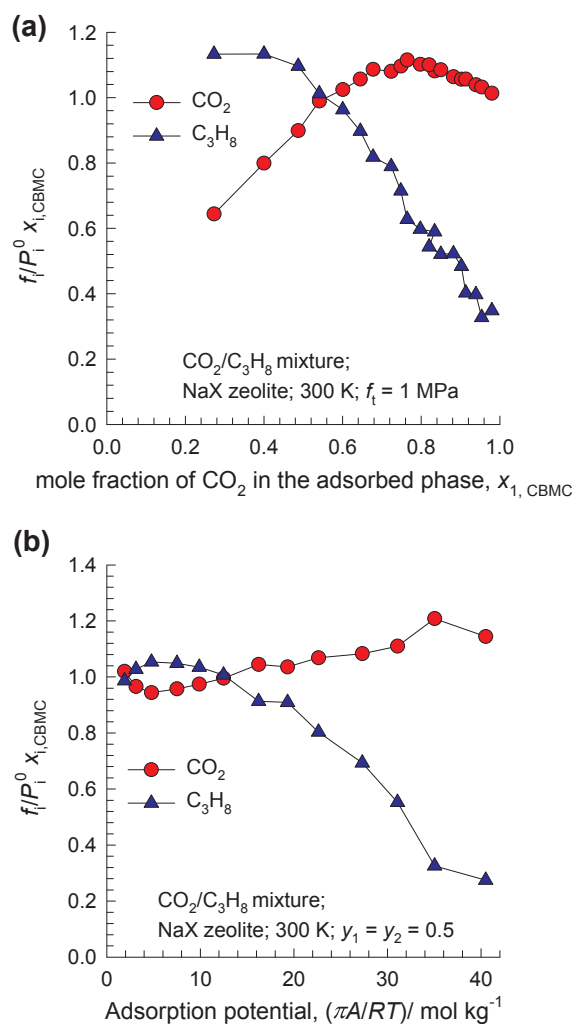 (a)
f_i/P_i^0 x_i,CBMC
1.2
1.0
0.8
0.6
0.4
0.2
0.0
CO2
C3H8
CO2/C3H8 mixture;
NaX zeolite; 300 K; f_t = 1 MPa
0.0 0.2 0.4 0.6 0.8 1.0
mole fraction of CO2 in the adsorbed phase, x_1, CBMC
(b)
f_i/P_i^0 x_i,CBMC
1.4
1.2
1.0
0.8
0.6
0.4
0.2
0.0
CO2
C3H8
CO2/C3H8 mixture;
NaX zeolite; 300 K; y1 = y2 = 0.5
0 10 20 30 40
Adsorption potential, (πA/RT)/ mol kg^-1